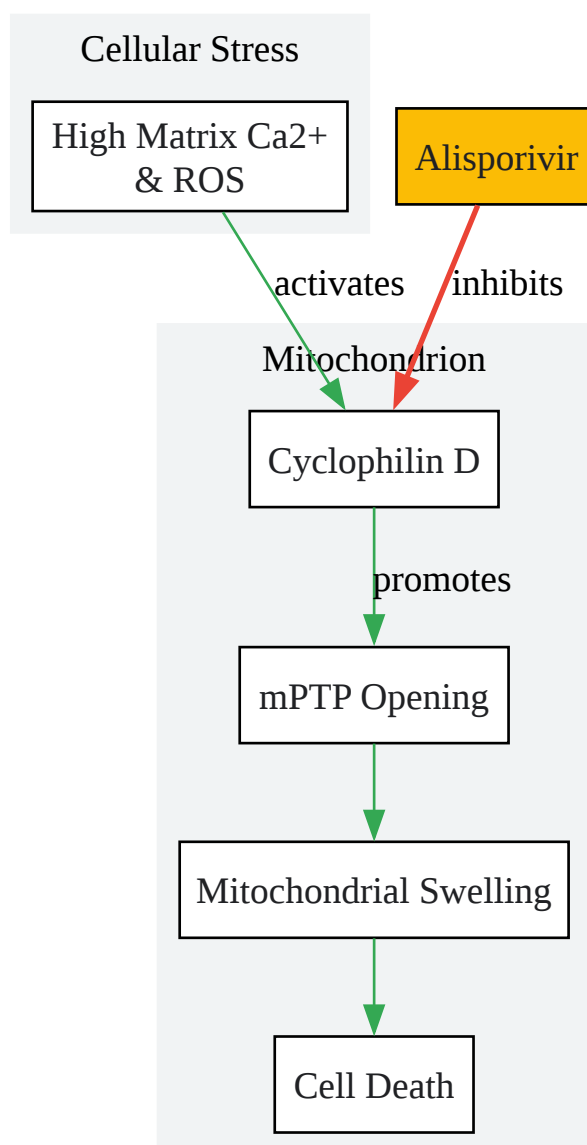 Cellular Stress
High Matrix Ca2+
& ROS
Alisporivir
activates
inhibits
Mitochondrion
Cyclophilin D
promotes
mPTP Opening
Mitochondrial Swelling
Cell Death